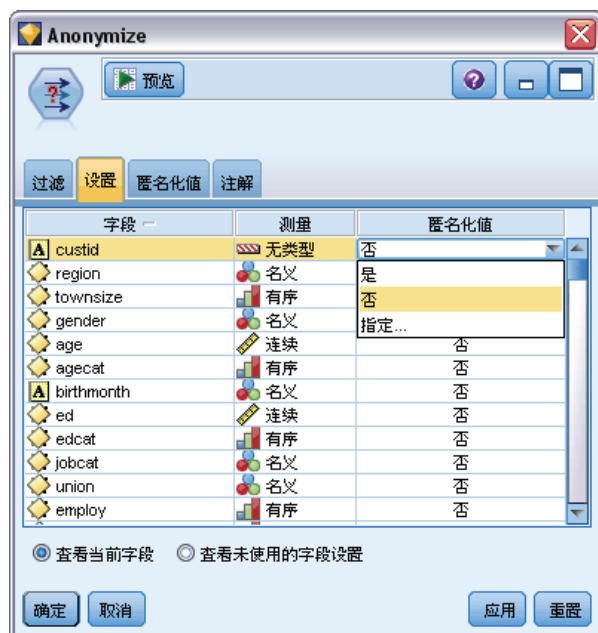 Anonymize
预览
过滤 设置 匿名化值 注解
字段 测量 匿名化值
custid 无类型 否
region 名义 是
townsize 有序 否
gender 名义 指定...
age 连续 否
agecat 有序 否
birthmonth 名义 否
ed 连续 否
edcat 有序 否
jobcat 名义 否
union 名义 否
employ 有序 否
查看当前字段 查看未使用的字段设置
确定 取消 应用 重置